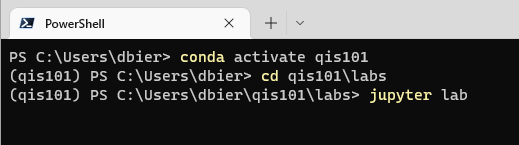 PowerShell
PS C:\Users\dbier> conda activate qis101
(qis101) PS C:\Users\dbier> cd qis101\labs
(qis101) PS C:\Users\dbier\qis101\labs> jupyter lab